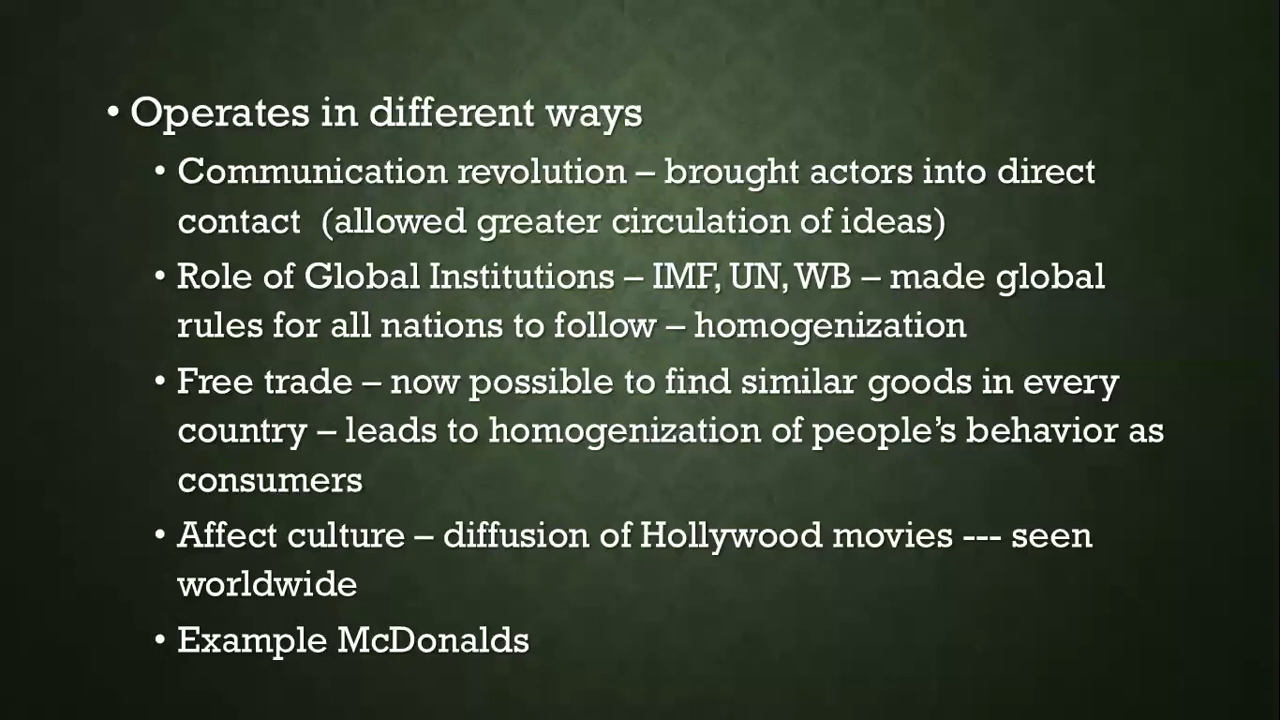 • Operates in different ways
• Communication revolution – brought actors into direct
contact  (allowed greater circulation of ideas)
• Role of Global Institutions – IMF, UN, WB – made global
rules for all nations to follow – homogenization
• Free trade – now possible to find similar goods in every
country – leads to homogenization of people’s behavior as
consumers
• Affect culture – diffusion of Hollywood movies --- seen
worldwide
• Example McDonalds